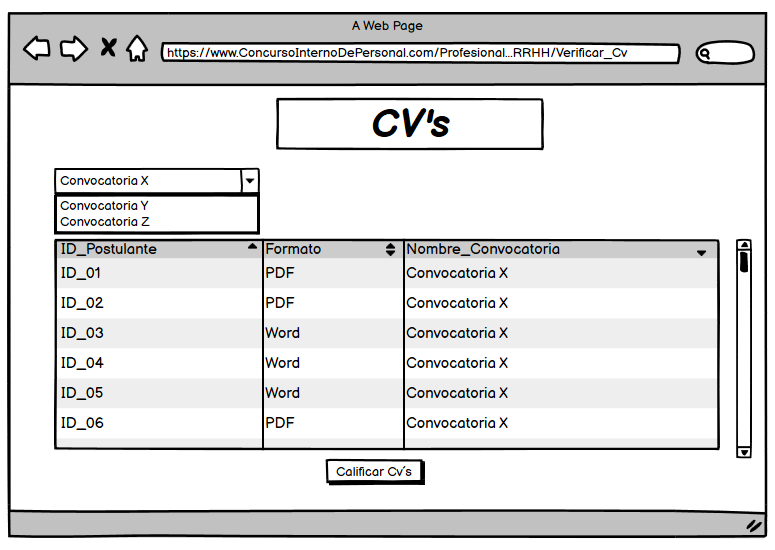 A Web Page
https://www.ConcursoInternoDePersonal.com/Profesional...RRHH/Verificar_Cv
CV's
Convocatoria X
Convocatoria Y
Convocatoria Z
ID_Postulante Formato Nombre_Convocatoria
ID_01 PDF Convocatoria X
ID_02 PDF Convocatoria X
ID_03 Word Convocatoria X
ID_04 Word Convocatoria X
ID_05 Word Convocatoria X
ID_06 PDF Convocatoria X
Calificar Cv´s